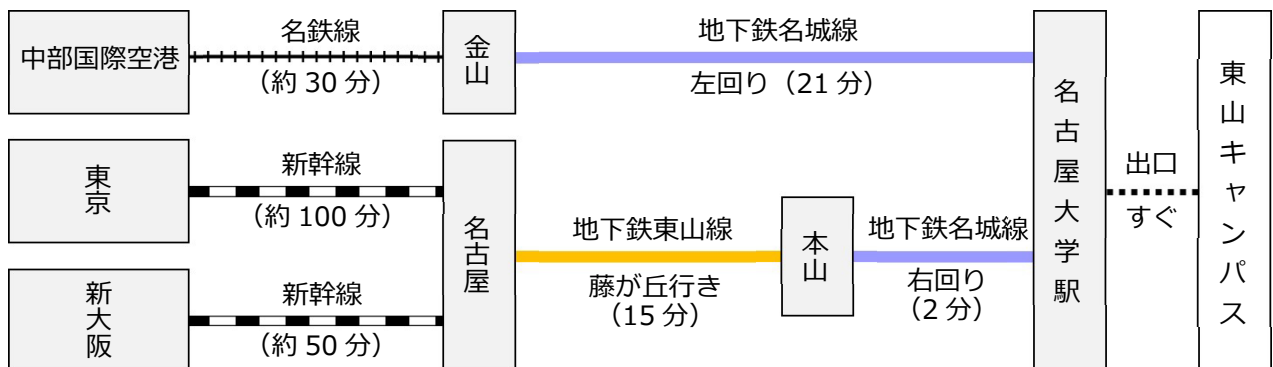 中部国際空港
名鉄線
(約 30 分)
金山
地下鉄名城線
左回り (21 分)
東京
新幹線
(約 100 分)
新大阪
新幹線
(約 50 分)
名古屋
地下鉄東山線
藤が丘行き
(15 分)
本山
地下鉄名城線
右回り
(2 分)
名古屋大学駅
出口
すぐ
東山キャンパス